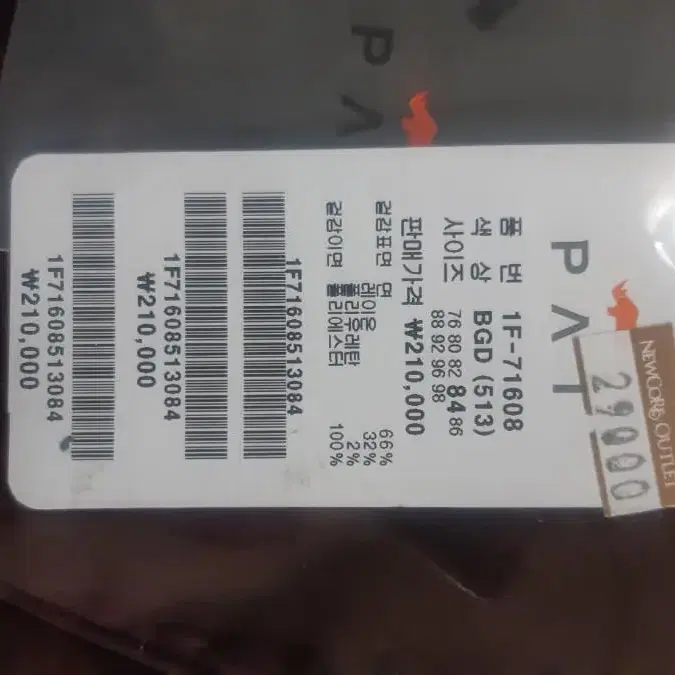 PA
PAT
NEWCORE OUTLET
29000
품 번 1F-71608
색 상 BGD (513)
사이즈 76 80 82 84 86
88 92 96 98
판매가격 ₩210,000
겉감표면 면 66%
레이온 32%
폴리우레탄 2%
겉감이면 폴리에스터 100%
1F71608513084
1F71608513084
₩210,000
1F71608513084
₩210,000